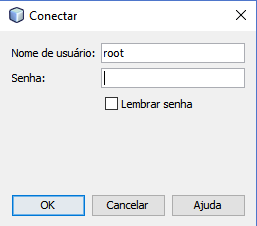 Conectar
Nome de usuário: root
Senha:
Lembrar senha
OK Cancelar Ajuda